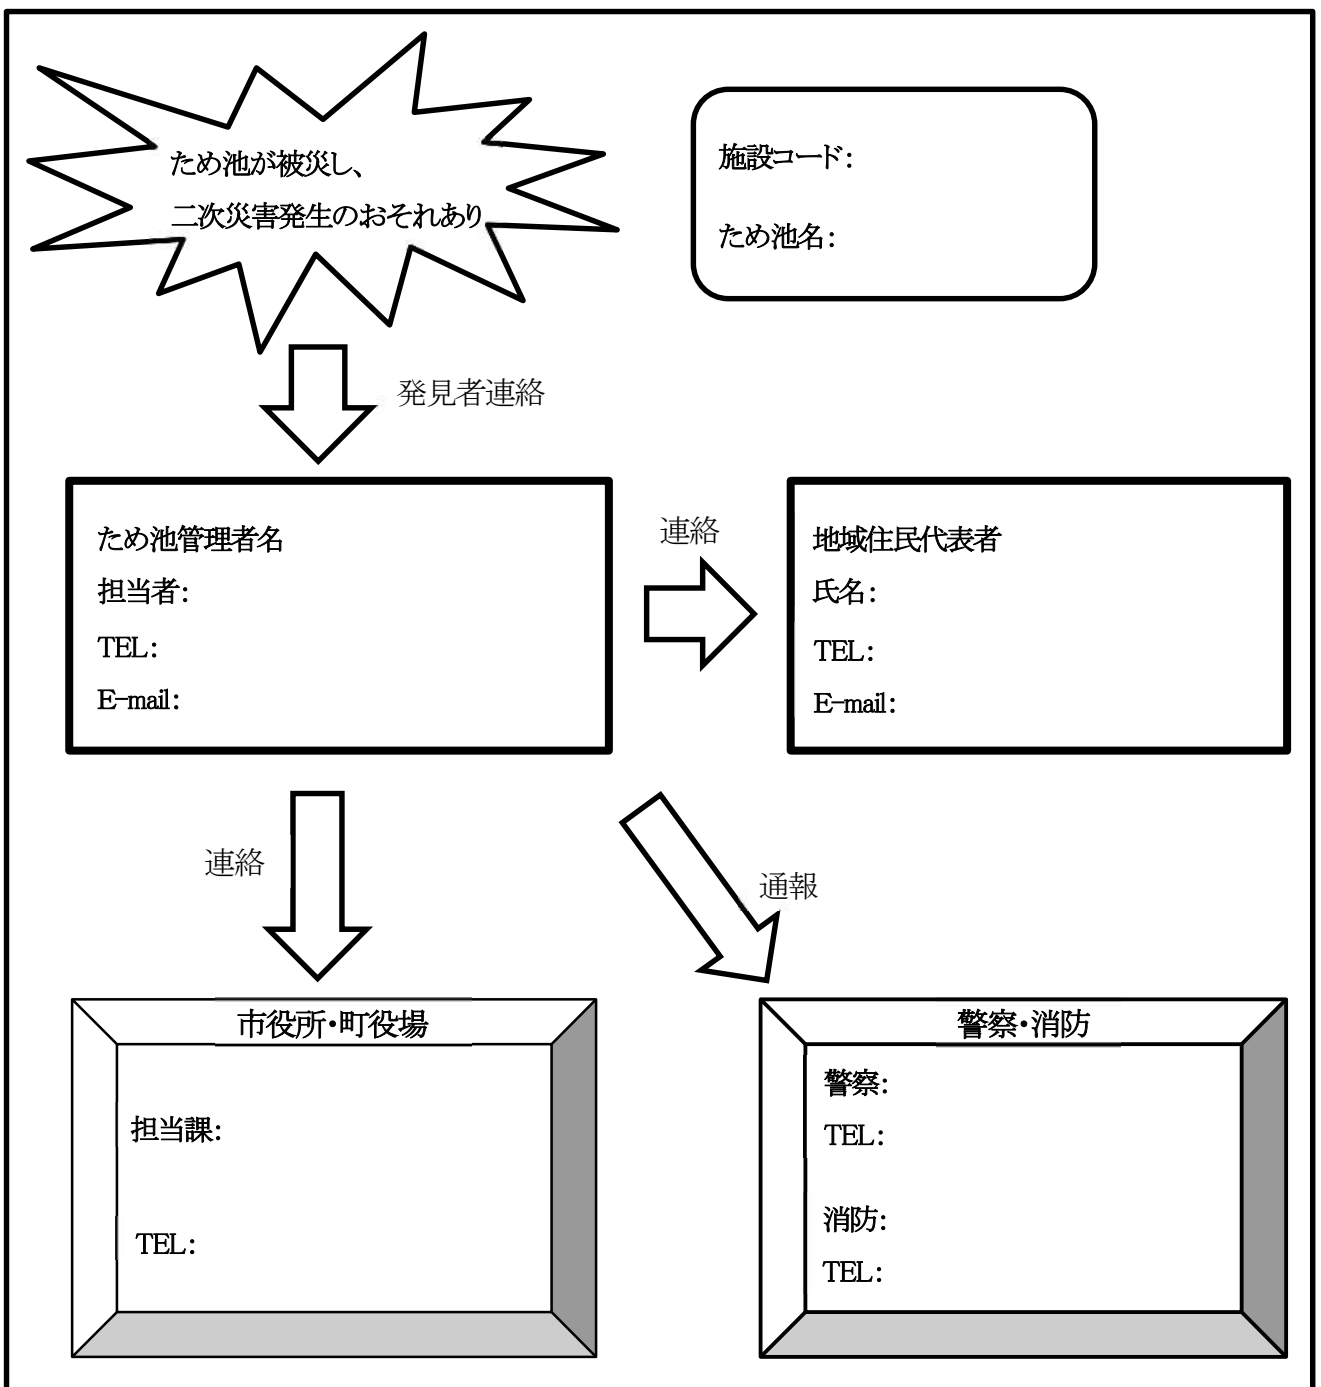 ため池が被災し、
二次災害発生のおそれあり
施設コード:
ため池名:
発見者連絡
ため池管理者名
担当者:
TEL:
E-mail:
連絡
地域住民代表者
氏名:
TEL:
E-mail:
連絡
通報
市役所・町役場
担当課:
TEL:
警察・消防
警察:
TEL:
消防:
TEL: